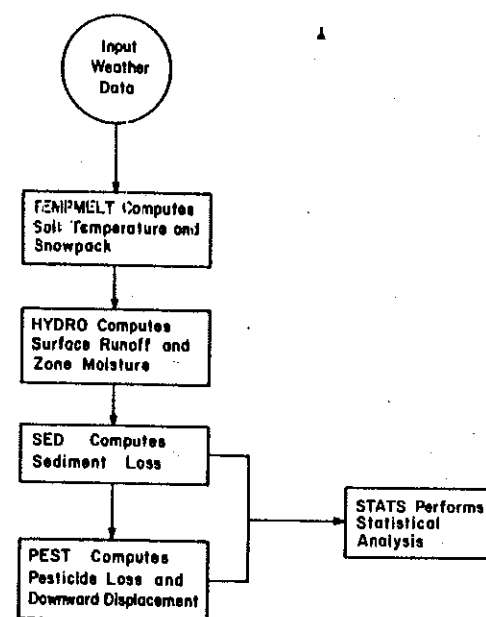 Input
Weather
Data
TEMPMELT Computes
Soil Temperature and
Snowpack
HYDRO Computes
Surface Runoff and
Zone Moisture
SED Computes
Sediment Loss
PEST Computes
Pesticide Loss and
Downward Displacement
STATS Performs
Statistical
Analysis